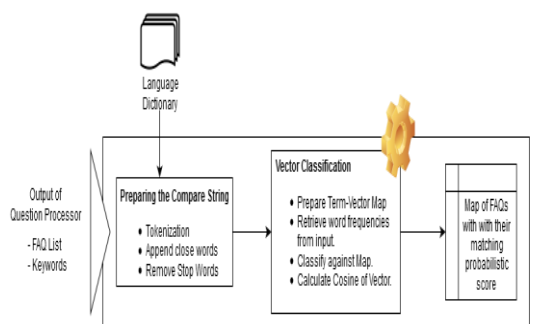 Language
Dictionary
Output of
Question Processor
- FAQ List
- Keywords
Preparing the Compare String
• Tokenization
• Append close words
• Remove Stop Words
Vector Classification
• Prepare Term-Vector Map
• Retrieve word frequencies
from input.
• Classify against Map.
• Calculate Cosine of Vector.
Map of FAQs
with with their
matching
probabilistic
score